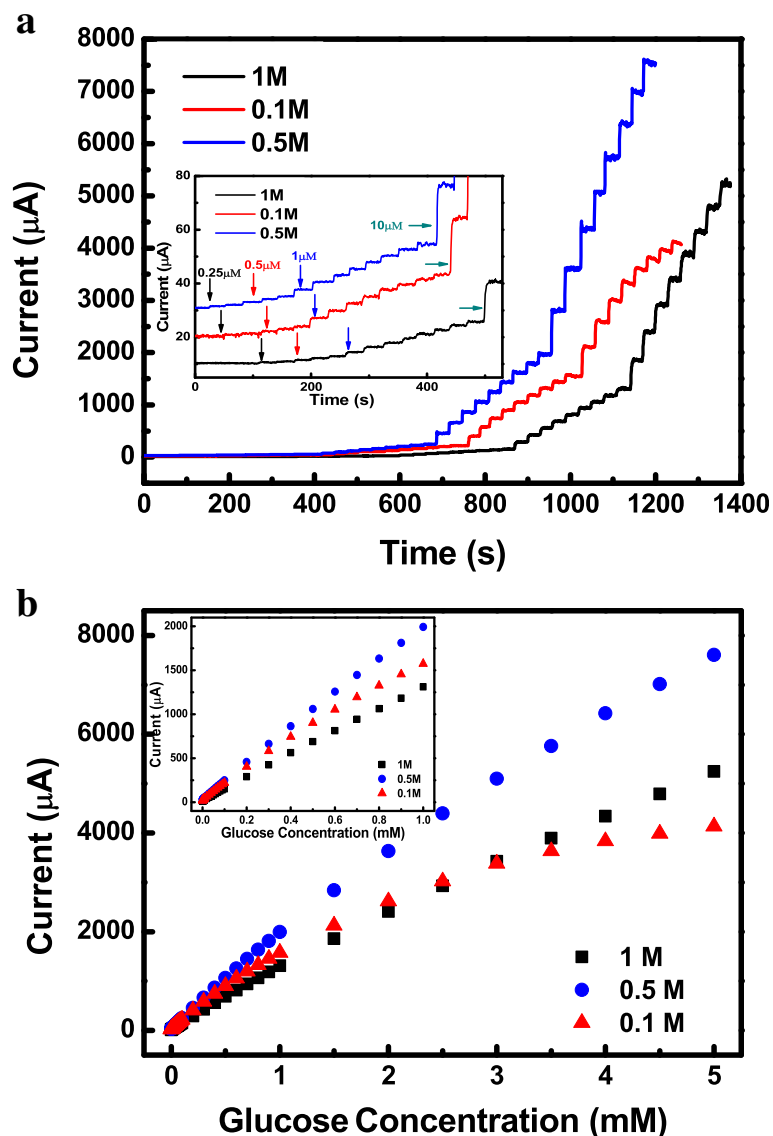 a
8000
7000
6000
5000
4000
3000
2000
1000
0
Current (µA)
1M
0.1M
0.5M
80
60
40
20
Current (µA)
1M
0.1M
0.5M
10µM
0.25µM
0.5µM
1µM
0 200 400
Time (s)
0 200 400 600 800 1000 1200 1400
Time (s)
b
8000
6000
4000
2000
0
Current (µA)
2000
1500
1000
500
0
Current (µA)
1M
0.5M
0.1M
0.0 0.2 0.4 0.6 0.8 1.0
Glucose Concentration (mM)
1 M
0.5 M
0.1 M
0 1 2 3 4 5
Glucose Concentration (mM)